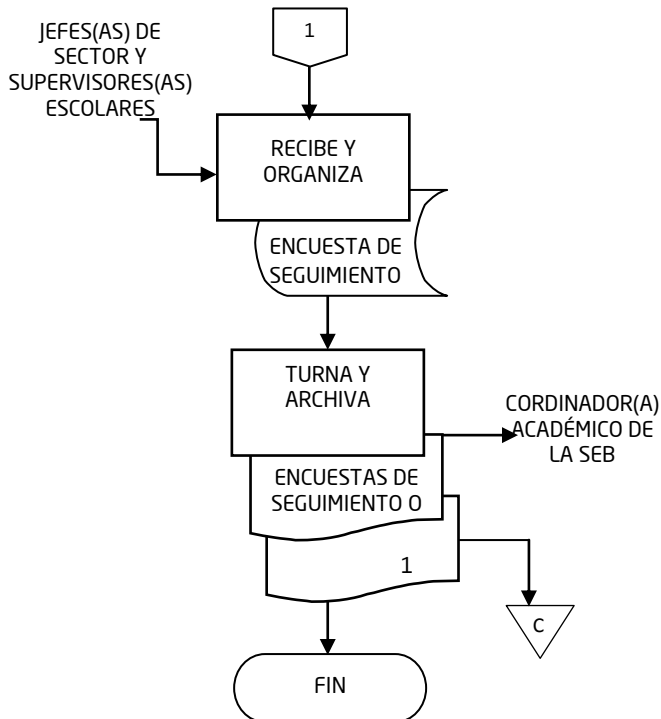 JEFES(AS) DE
SECTOR Y
SUPERVISORES(AS)
ESCOLARES
1
RECIBE Y
ORGANIZA
ENCUESTA DE
SEGUIMIENTO
TURNA Y
ARCHIVA
CORDINADOR(A)
ACADÉMICO DE
LA SEB
ENCUESTAS DE
SEGUIMIENTO O
1
C
FIN